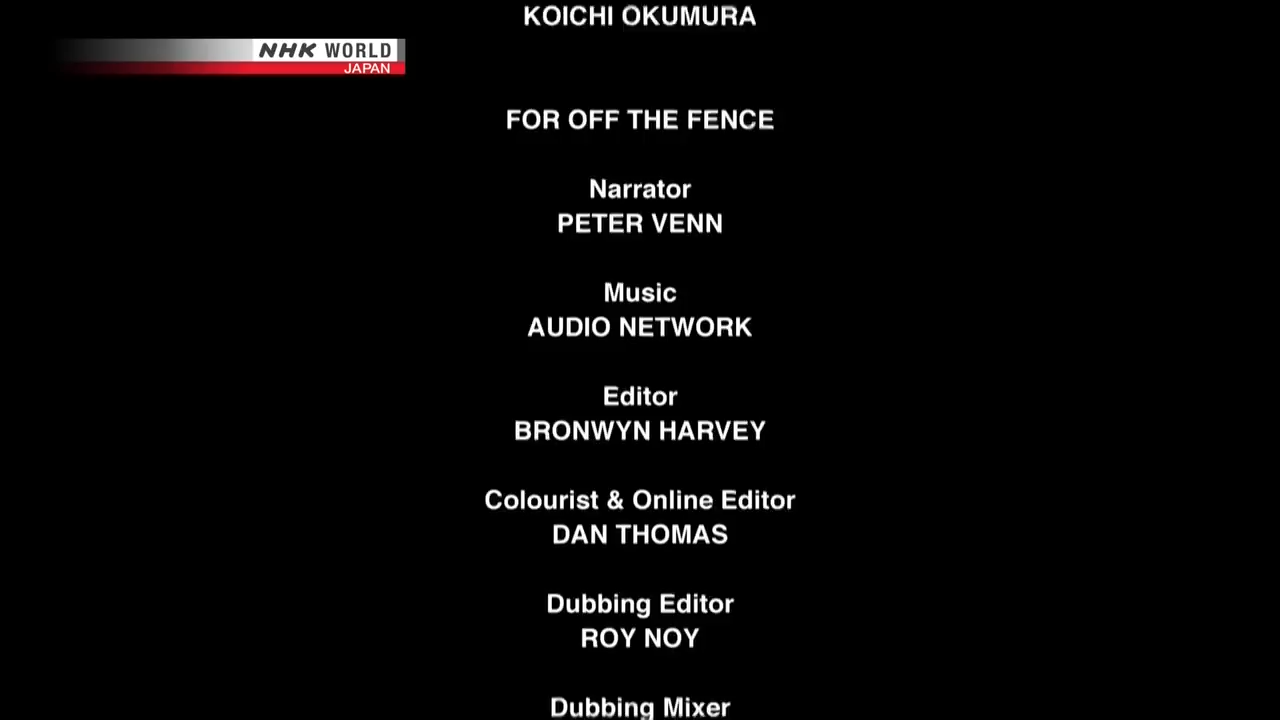 KOICHI OKUMURA
NHK WORLD
JAPAN
FOR OFF THE FENCE
Narrator
PETER VENN
Music
AUDIO NETWORK
Editor
BRONWYN HARVEY
Colourist & Online Editor
DAN THOMAS
Dubbing Editor
ROY NOY
Dubbing Mixer